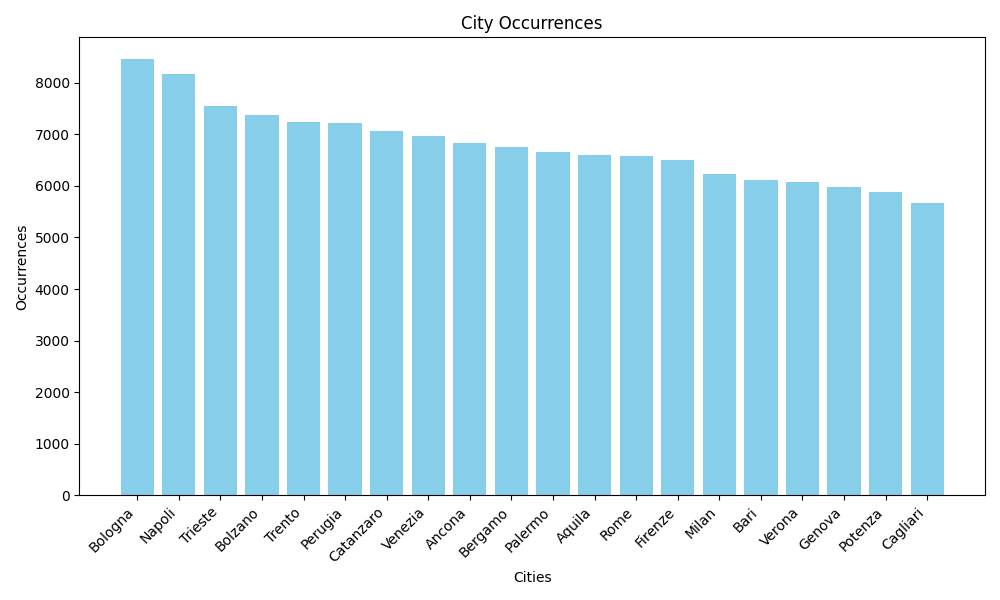 City Occurrences
8000
7000
6000
5000
4000
3000
2000
1000
0
Occurrences
Bologna
Napoli
Trieste
Bolzano
Trento
Perugia
Catanzaro
Venezia
Ancona
Bergamo
Palermo
Aquila
Rome
Firenze
Milan
Bari
Verona
Genova
Potenza
Cagliari
Cities